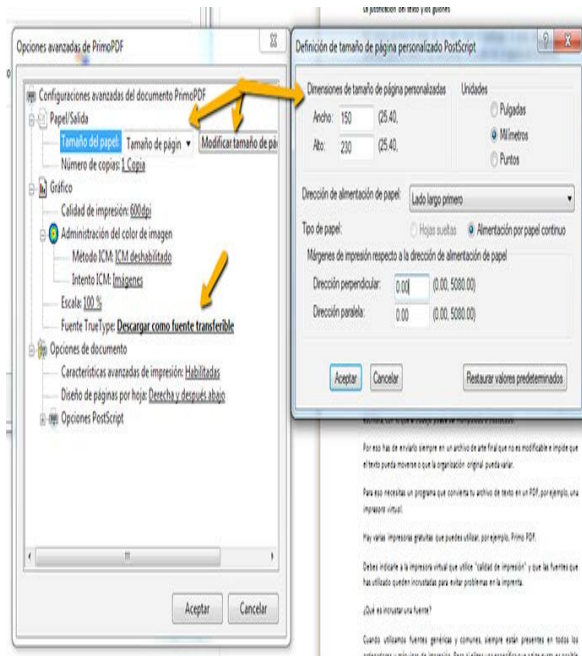 la justificación del texto y los guiones
Opciones avanzadas de PrimoPDF
Configuraciones avanzadas del documento PrimoPDF
Papel/Salida
Tamaño del papel: Tamaño de págin Modificar tamaño de pá
Número de copias: 1 Copia
Gráfico
Calidad de impresión: 600dpi
Administración del color de imagen
Método ICM: ICM deshabilitado
Intento ICM: Imágenes
Escala: 100 %
Fuente TrueType: Descargar como fuente transferible
Opciones de documento
Características avanzadas de impresión: Habilitadas
Diseño de páginas por hoja: Derecha y después abajo
Opciones PostScript
Aceptar Cancelar
Definición de tamaño de página personalizado PostScript
Dimensiones de tamaño de página personalizadas Unidades
Ancho: 150 (25.40, Pulgadas
Milímetros
Alto: 230 (25.40,
Puntos
Dirección de alimentación de papel: Lado largo primero
Tipo de papel: Hojas sueltas Alimentación por papel continuo
Márgenes de impresión respecto a la dirección de alimentación de papel
Dirección perpendicular: 0.00 (0.00, 5080.00)
Dirección paralela: 0.00 (0.00, 5080.00)
Aceptar Cancelar Restaurar valores predeterminados
Por eso has de enviarlo siempre en un archivo de arte final que no es modificable e impide que
el texto pueda moverse o que la organización original pueda variar.
Para eso necesitas un programa que convierta tu archivo de texto en un PDF, por ejemplo, una
impresora virtual.
Hay varias impresoras gratuitas que puedes utilizar, por ejemplo, Primo PDF.
Debes indicarle a la impresora virtual que utilice "calidad de impresión" y que las fuentes que
has utilizado queden incrustadas para evitar problemas en la imprenta.
¿Qué es incrustar una fuente?
Cuando utilizamos fuentes genéricas y comunes, siempre están presentes en todos los